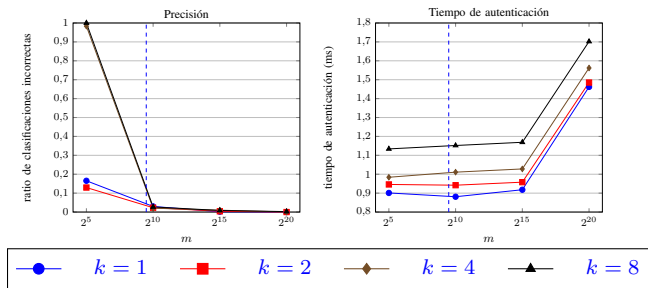 Precisión
ratio de clasificaciones incorrectas
1
0,9
0,8
0,7
0,6
0,5
0,4
0,3
0,2
0,1
0
2^5 2^10 2^15 2^20
m
Tiempo de autenticación
tiempo de autenticación (ms)
1,8
1,7
1,6
1,5
1,4
1,3
1,2
1,1
1
0,9
0,8
2^5 2^10 2^15 2^20
m
k = 1 k = 2 k = 4 k = 8